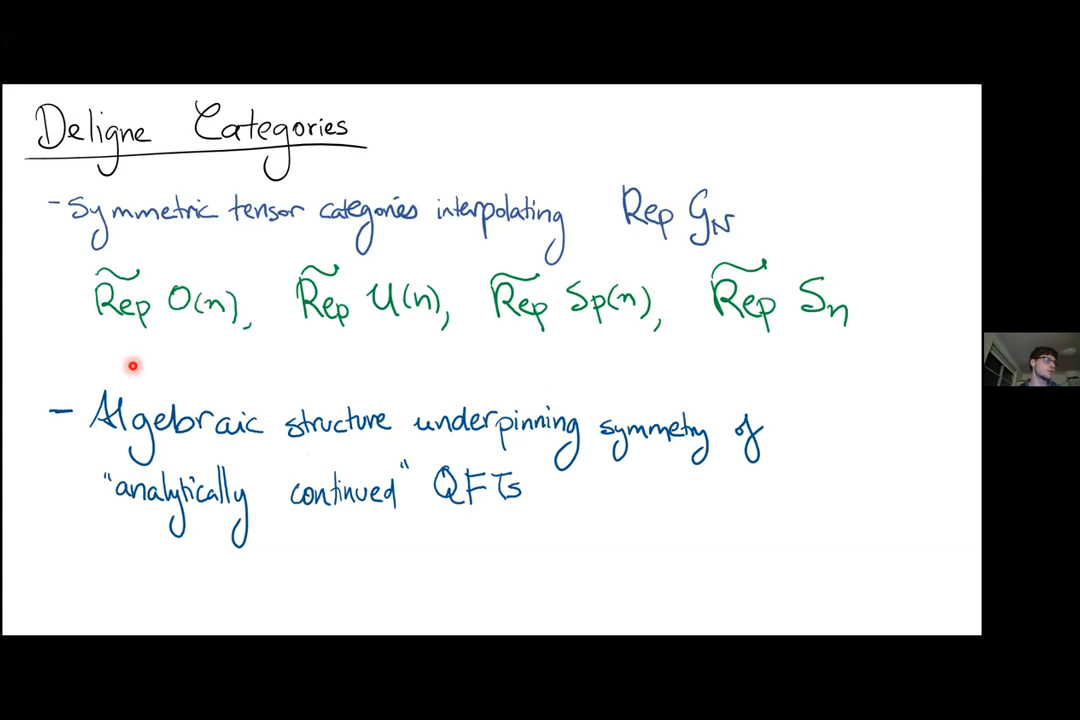 Deligne Categories
- Symmetric tensor categories interpolating Rep G_N
R͠ep O(n), R͠ep U(n), R͠ep Sp(n), R͠ep S_n
- Algebraic structure underpinning symmetry of
"analytically continued" QFTs